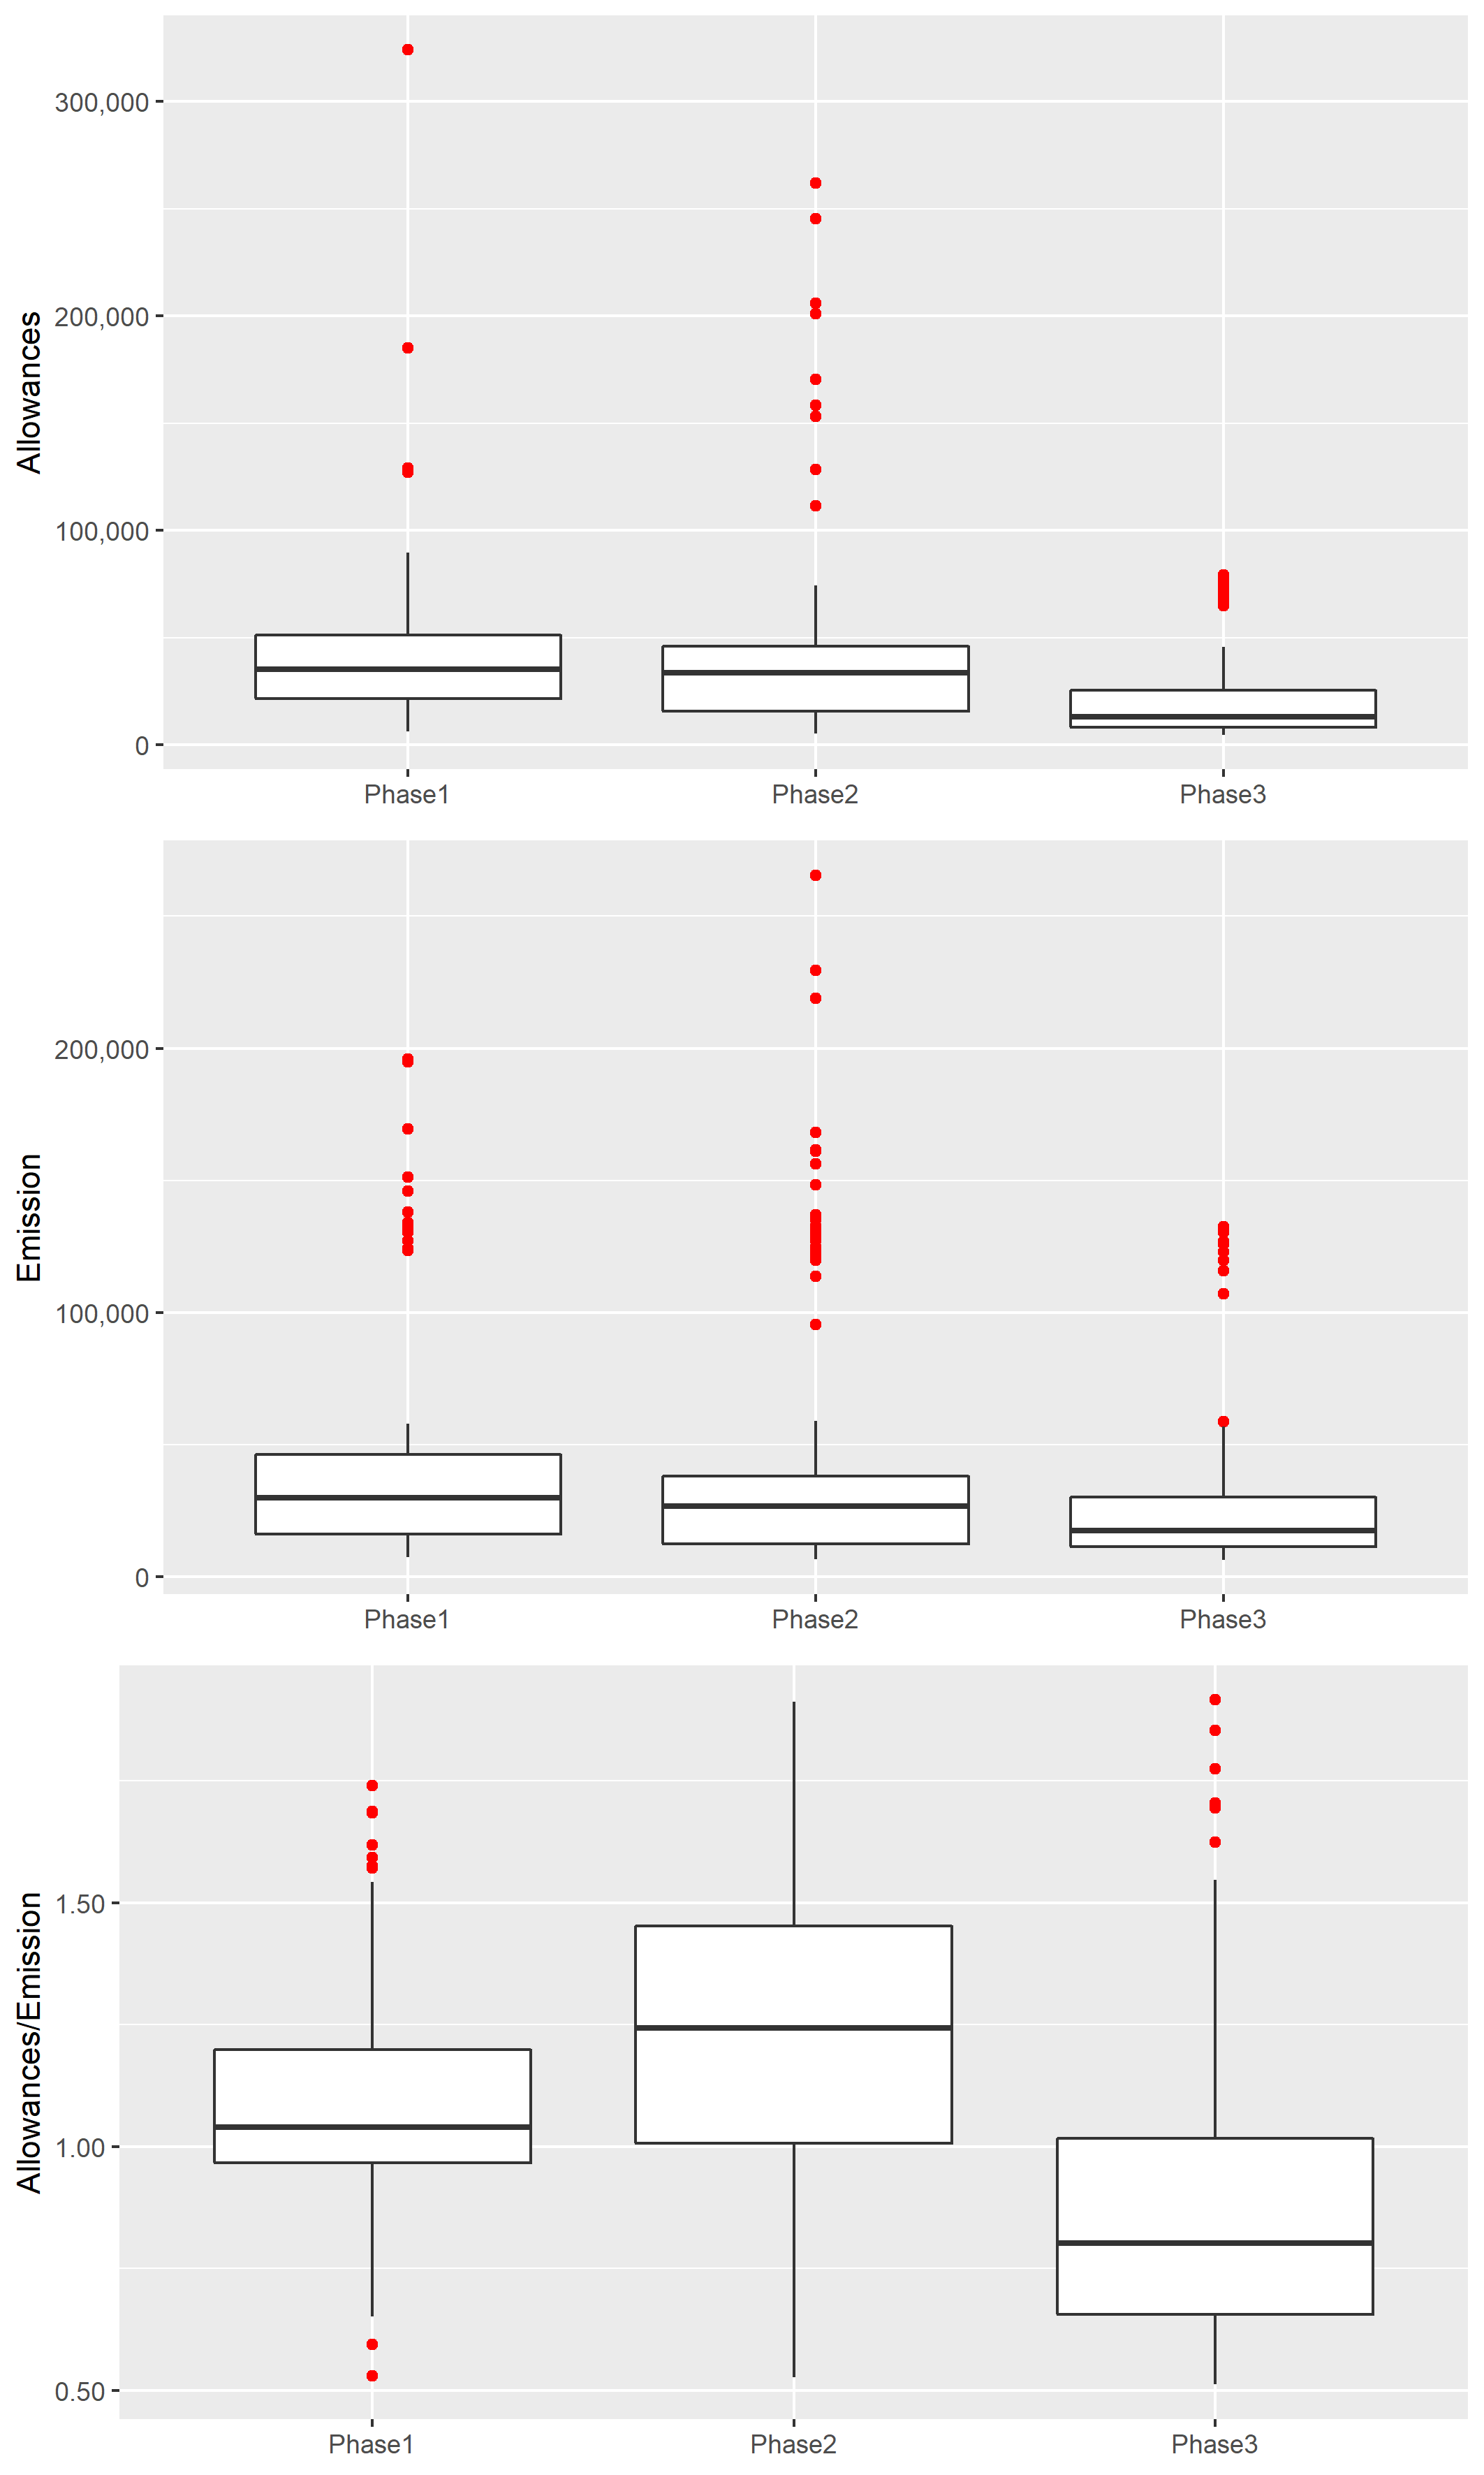 Allowances
300,000
200,000
100,000
0
Phase1 Phase2 Phase3
Emission
200,000
100,000
0
Phase1 Phase2 Phase3
Allowances/Emission
1.50
1.00
0.50
Phase1 Phase2 Phase3